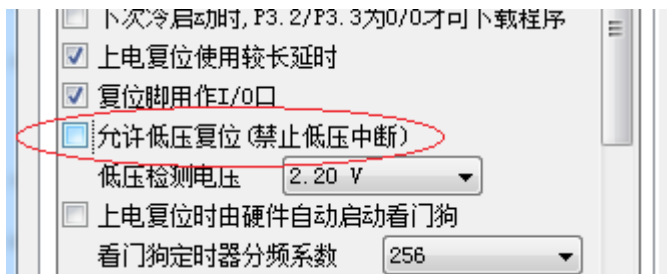 下次冷启动时,P3.2/P3.3为0/0才可下载程序
上电复位使用较长延时
复位脚用作I/O口
允许低压复位(禁止低压中断)
低压检测电压 2.20 V
上电复位时由硬件自动启动看门狗
看门狗定时器分频系数 256